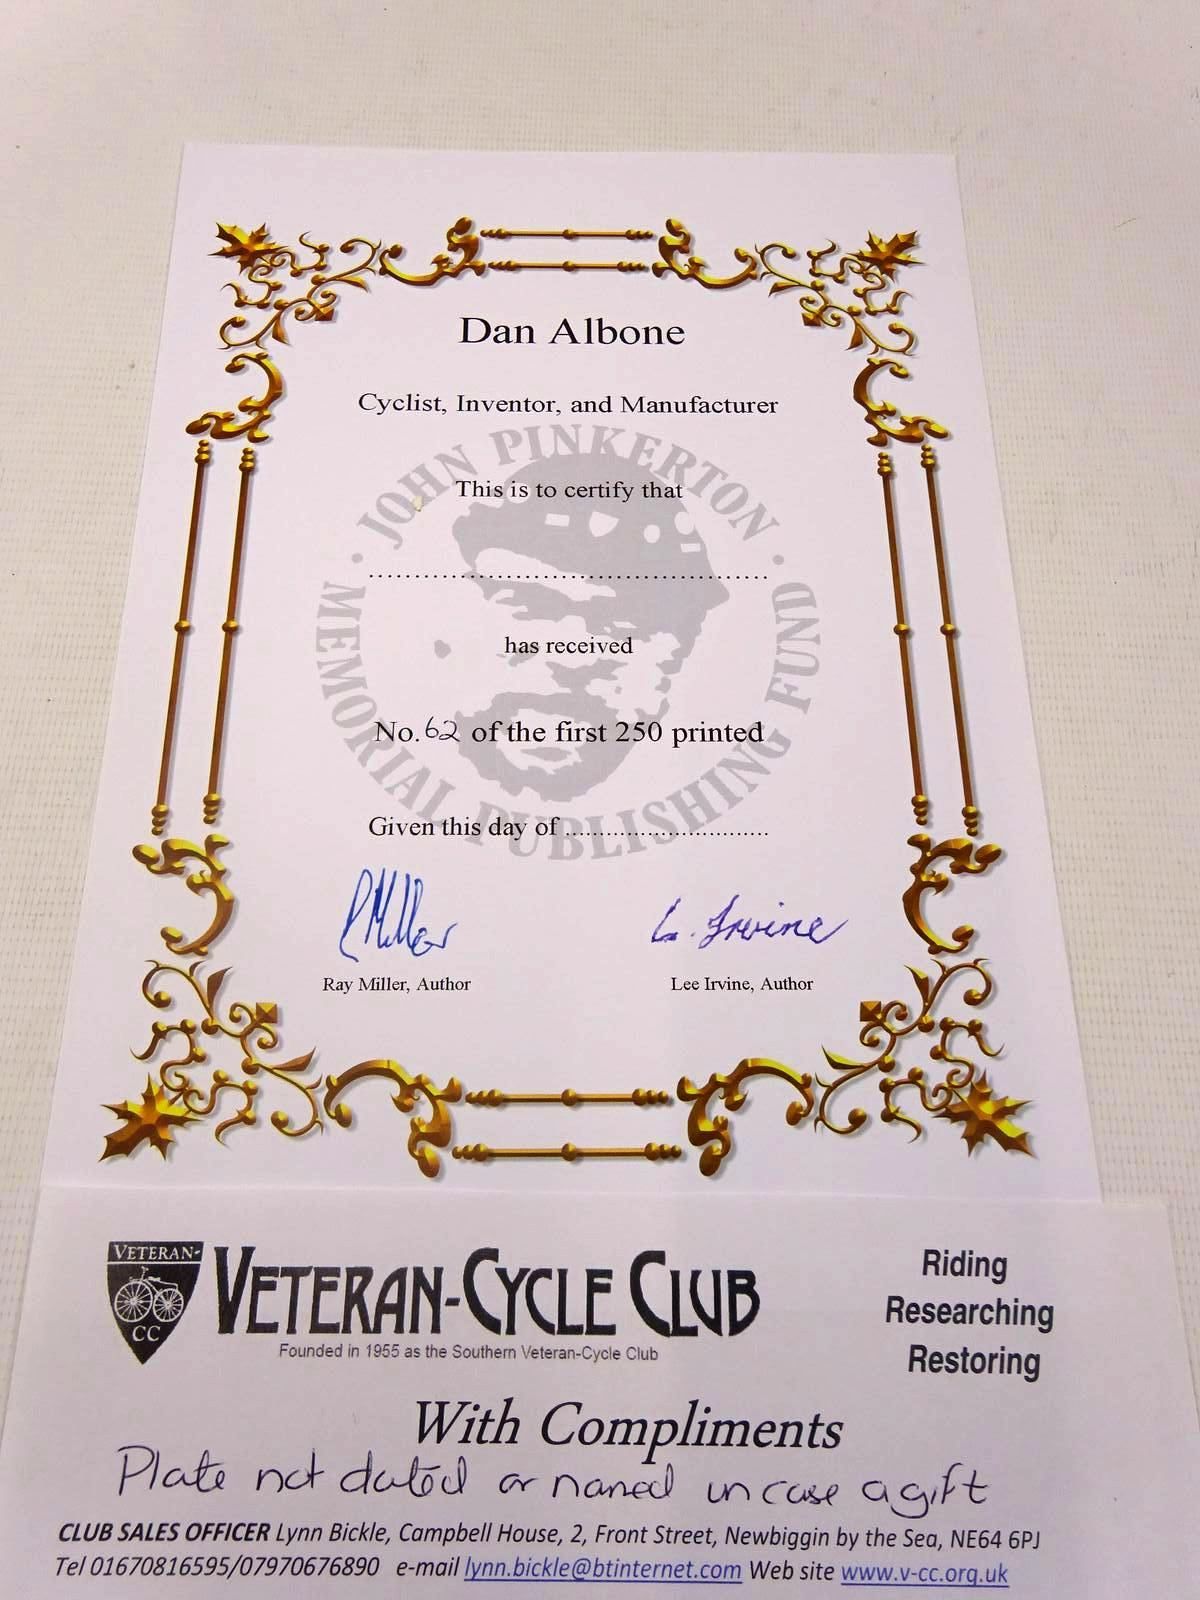 Dan Albone
Cyclist, Inventor, and Manufacturer
JOHN PINKERTON
MEMORIAL PUBLISHING FUND
This is to certify that
........................................
has received
No. 62 of the first 250 printed
Given this day of ............................
R Miller
L. Irvine
Ray Miller, Author
Lee Irvine, Author
VETERAN-
CC
VETERAN-CYCLE CLUB
Founded in 1955 as the Southern Veteran-Cycle Club
Riding
Researching
Restoring
With Compliments
Plate not dated or named in case a gift
CLUB SALES OFFICER Lynn Bickle, Campbell House, 2, Front Street, Newbiggin by the Sea, NE64 6PJ
Tel 01670816595/07970676890 e-mail lynn.bickle@btinternet.com Web site www.v-cc.org.uk